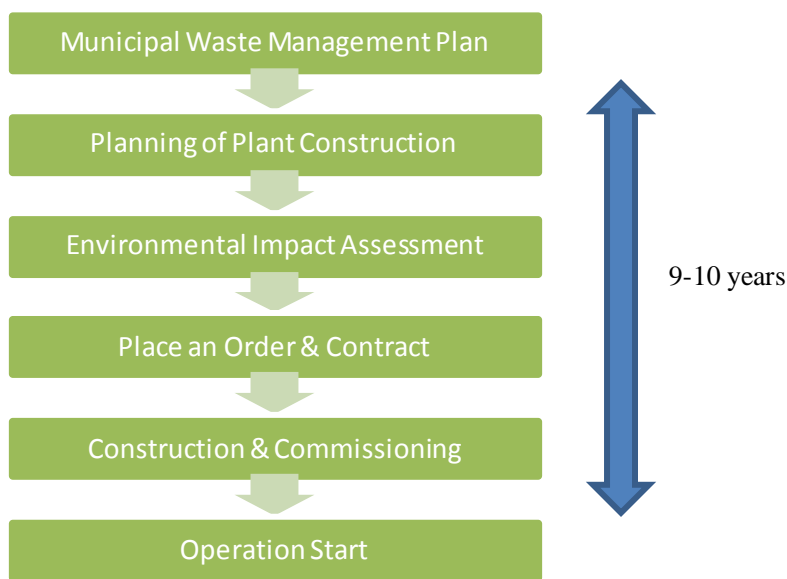 Municipal Waste Management Plan
Planning of Plant Construction
Environmental Impact Assessment
9-10 years
Place an Order & Contract
Construction & Commissioning
Operation Start